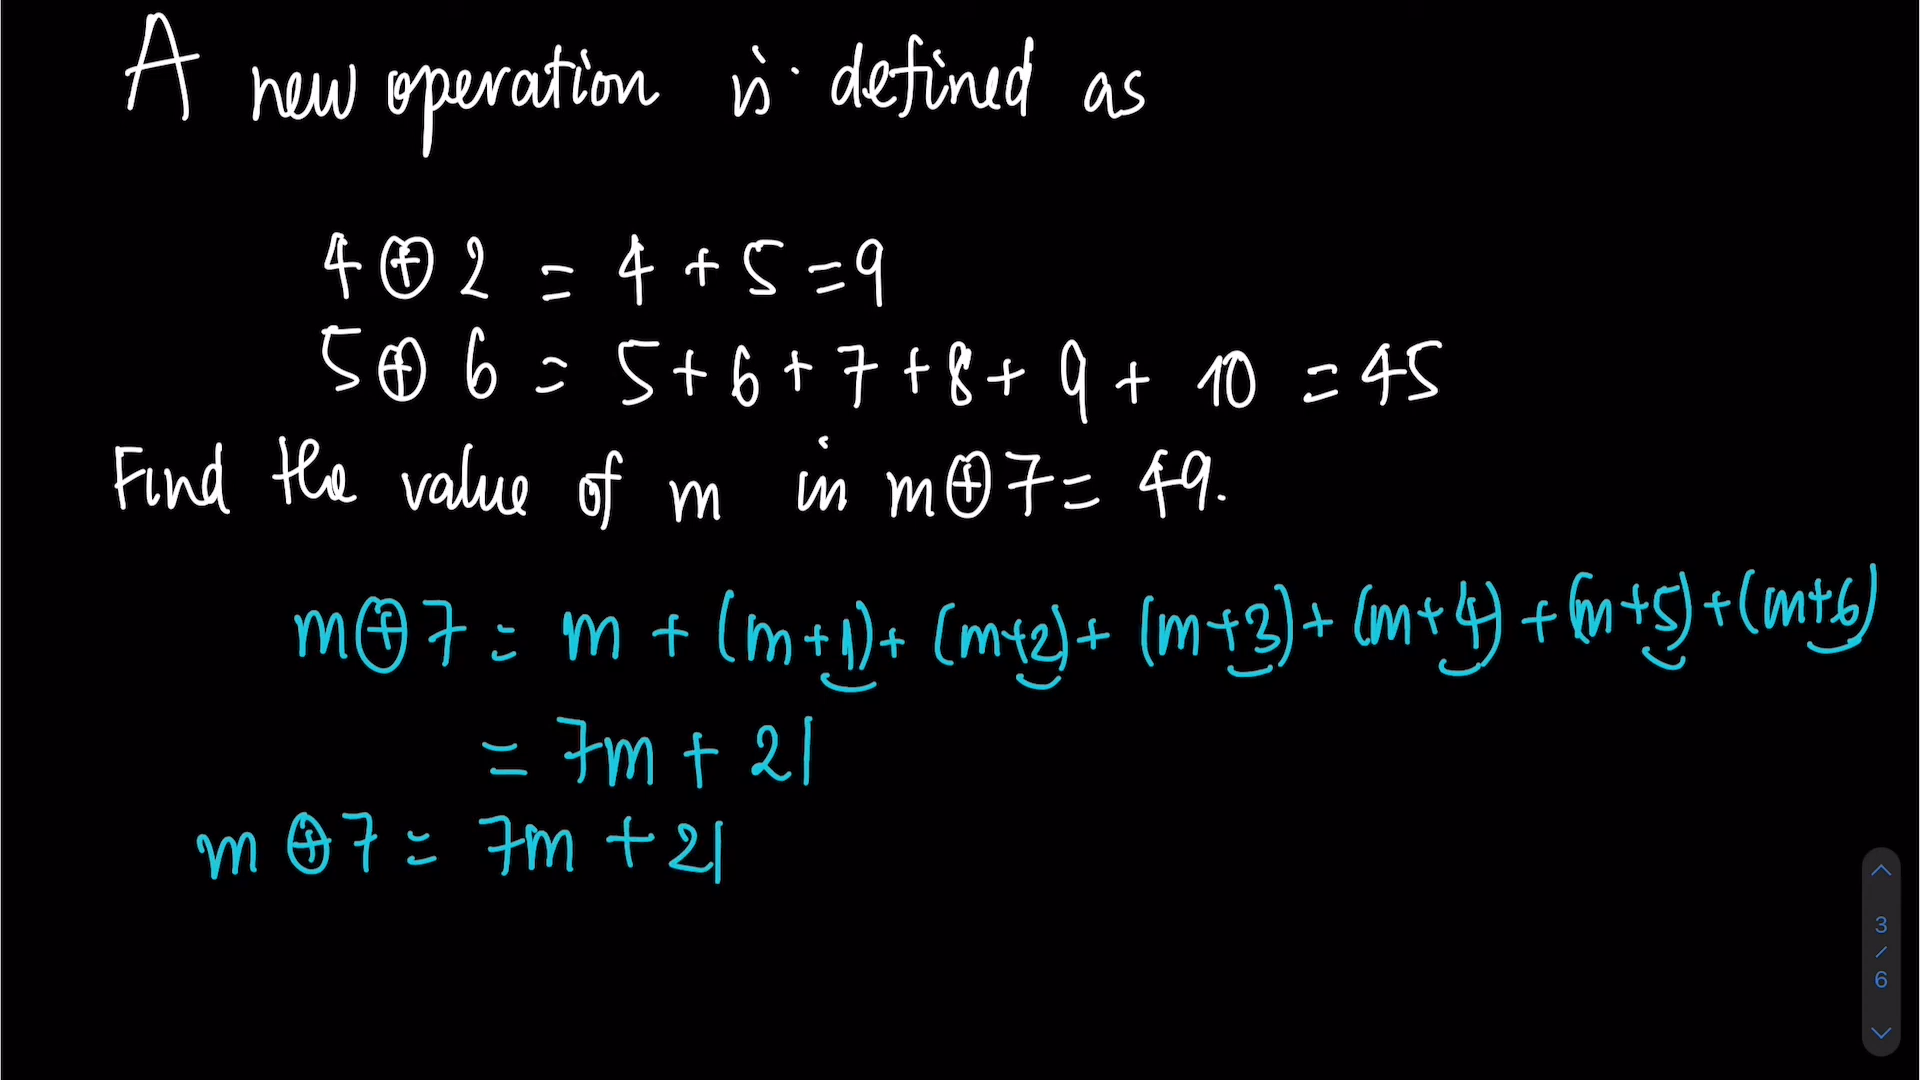 A new operation is defined as
4 ⊕ 2 = 4 + 5 = 9
5 ⊕ 6 = 5 + 6 + 7 + 8 + 9 + 10 = 45
Find the value of m in m ⊕ 7 = 49.
m ⊕ 7 = m + (m+1) + (m+2) + (m+3) + (m+4) + (m+5) + (m+6)
= 7m + 21
m ⊕ 7 = 7m + 21
3
/
6